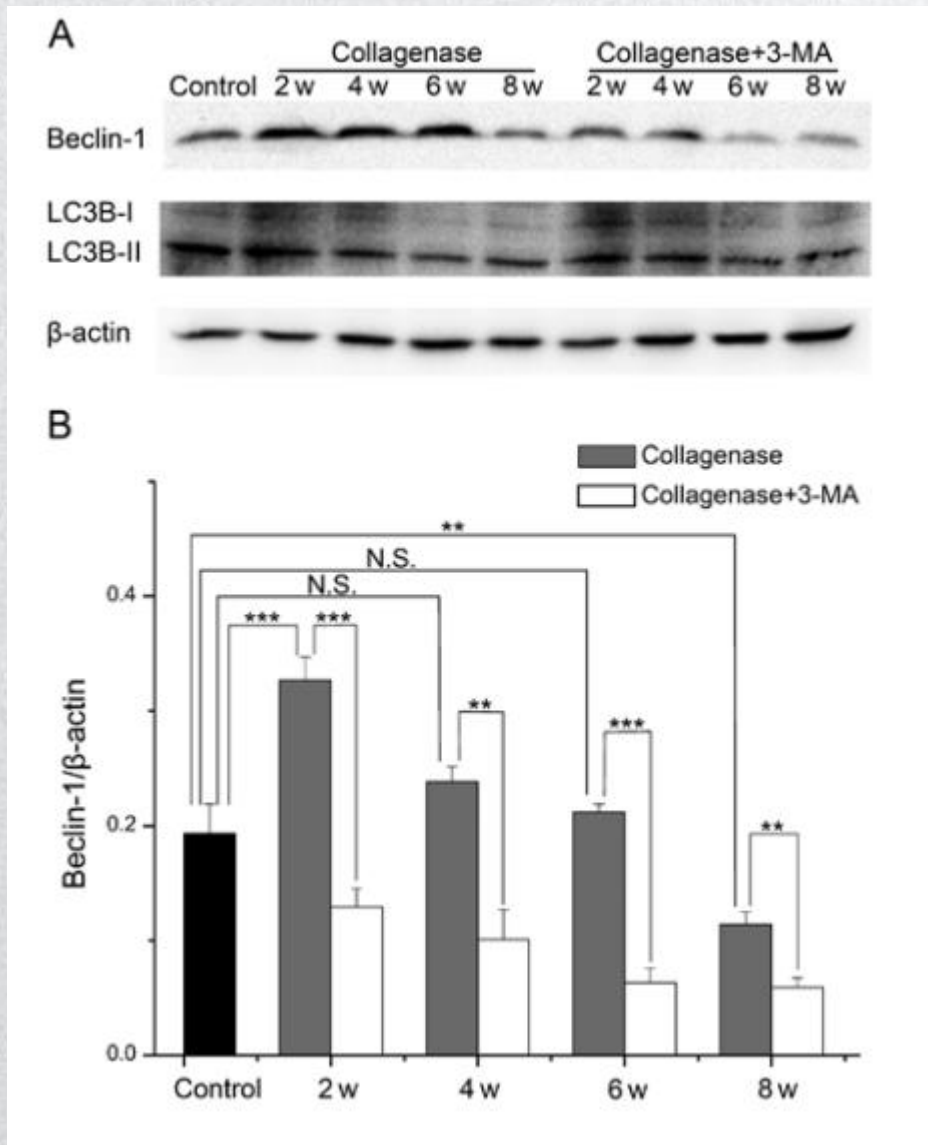 A
Collagenase Collagenase+3-MA
Control 2 w 4 w 6 w 8 w 2 w 4 w 6 w 8 w
Beclin-1
LC3B-I
LC3B-II
β-actin
B
Collagenase
Collagenase+3-MA
**
N.S.
N.S.
0.4
*** ***
**
***
Beclin-1/β-actin
0.2
**
0.0
Control 2 w 4 w 6 w 8 w